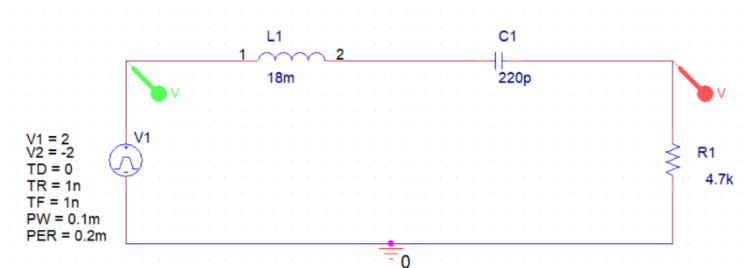 L1
1
2
18m
C1
220p
V
V
V1 = 2
V2 = -2
TD = 0
TR = 1n
TF = 1n
PW = 0.1m
PER = 0.2m
V1
R1
4.7k
0